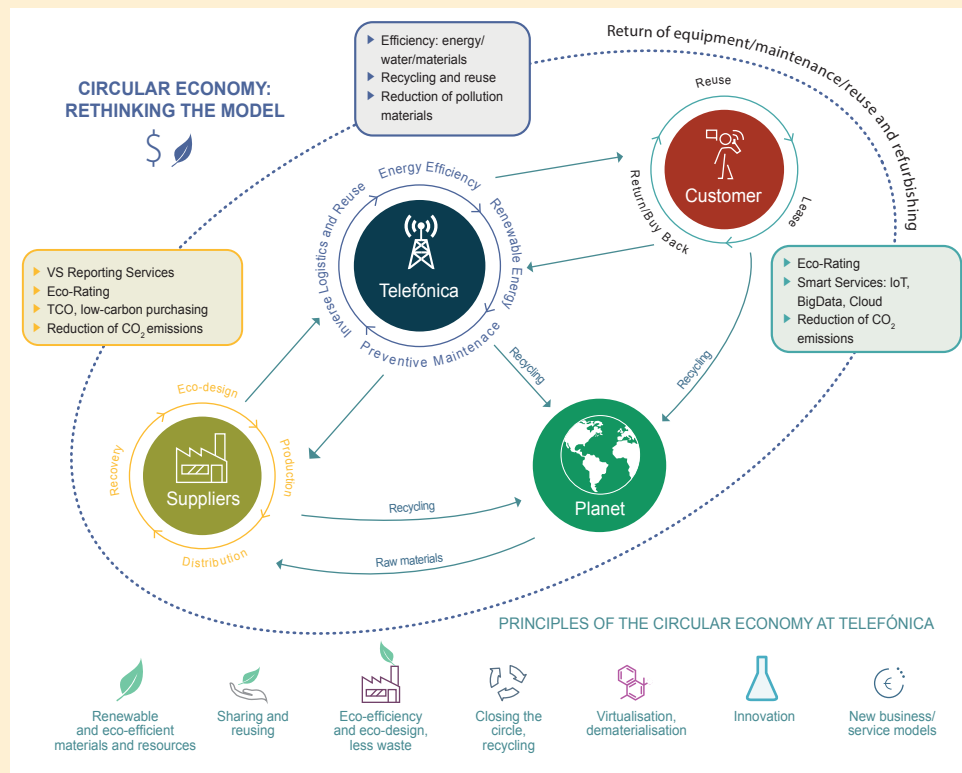 CIRCULAR ECONOMY:
RETHINKING THE MODEL
Efficiency: energy/
water/materials
Recycling and reuse
Reduction of pollution
materials
Return of equipment/maintenance/reuse and refurbishing
Reuse
Lease
Return/Buy Back
Customer
Energy Efficiency
Renewable Energy
Preventive Maintenace
Inverse Logistics and Reuse
Telefónica
VS Reporting Services
Eco-Rating
TCO, low-carbon purchasing
Reduction of CO₂ emissions
Eco-Rating
Smart Services: IoT,
BigData, Cloud
Reduction of CO₂
emissions
Recycling
Recycling
Eco-design
Production
Distribution
Recovery
Suppliers
Planet
Recycling
Raw materials
PRINCIPLES OF THE CIRCULAR ECONOMY AT TELEFÓNICA
Renewable
and eco-efficient
materials and resources
Sharing and
reusing
Eco-efficiency
and eco-design,
less waste
Closing the
circle,
recycling
Virtualisation,
dematerialisation
Innovation
New business/
service models